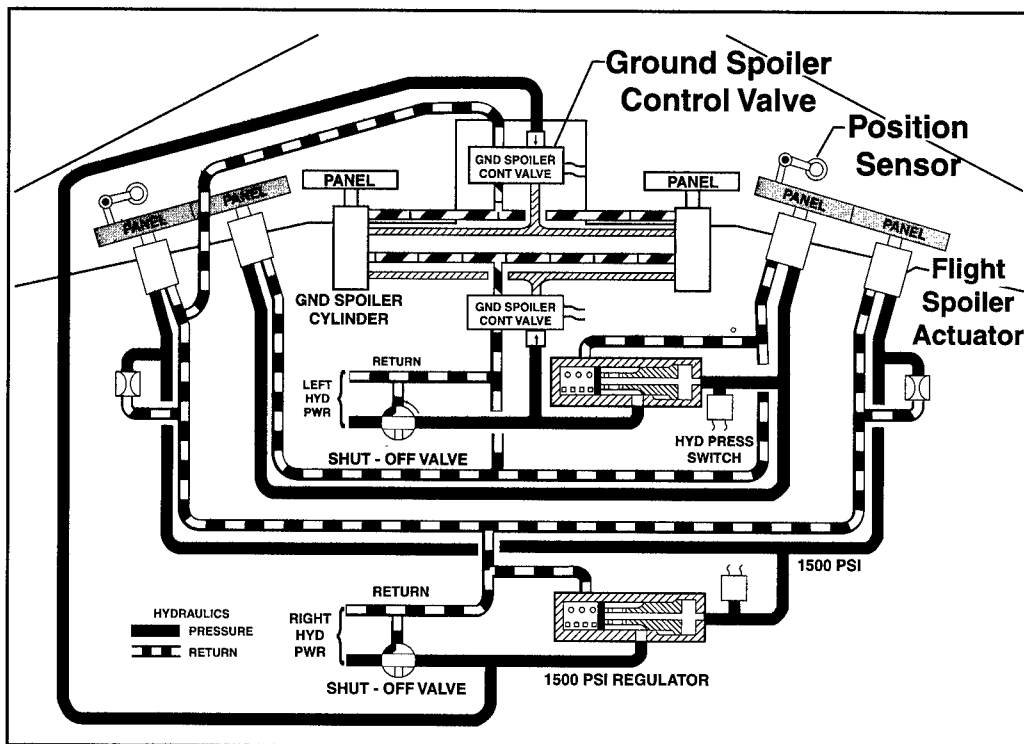 Ground Spoiler
Control Valve
Position
Sensor
GND SPOILER
CONT VALVE
PANEL
PANEL
PANEL
PANEL
PANEL
PANEL
GND SPOILER
CYLINDER
GND SPOILER
CONT VALVE
Flight
Spoiler
Actuator
RETURN
LEFT
HYD
PWR
SHUT - OFF VALVE
HYD PRESS
SWITCH
1500 PSI
RETURN
HYDRAULICS
PRESSURE
RETURN
RIGHT
HYD
PWR
SHUT - OFF VALVE
1500 PSI REGULATOR